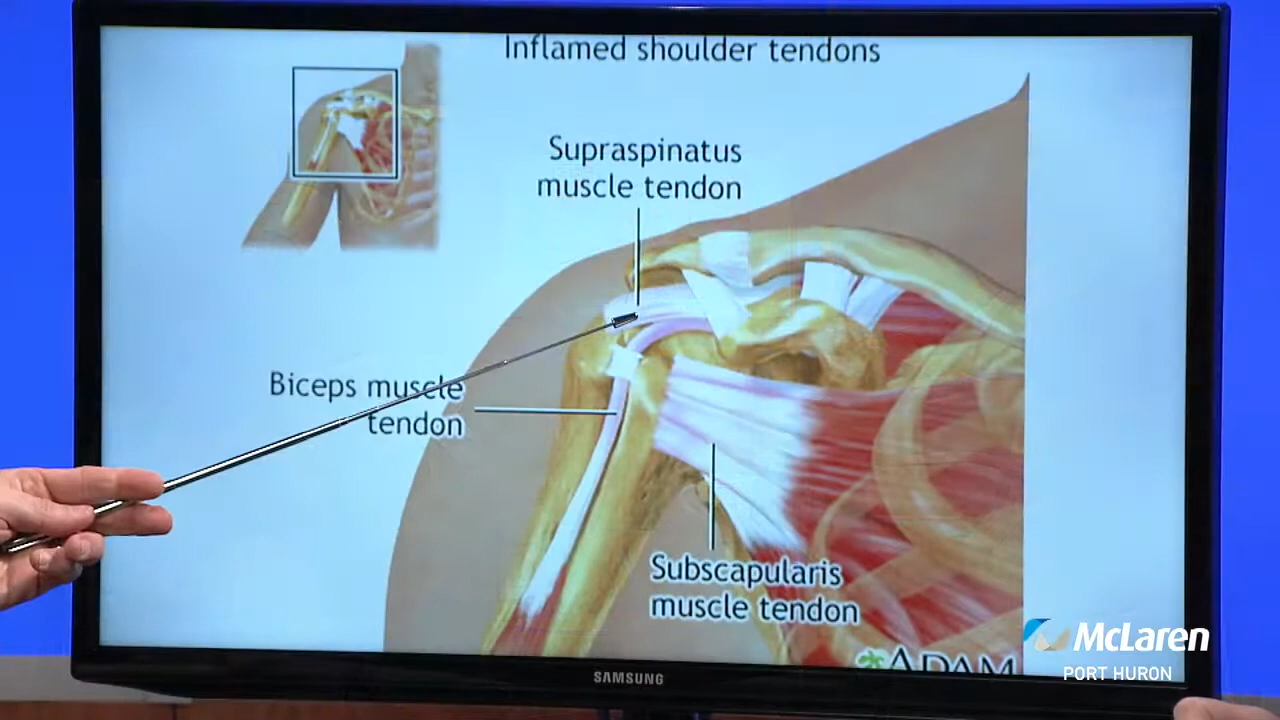 Inflamed shoulder tendons
Supraspinatus
muscle tendon
Biceps muscle
tendon
Subscapularis
muscle tendon
ADAM
McLaren
PORT HURON
SAMSUNG